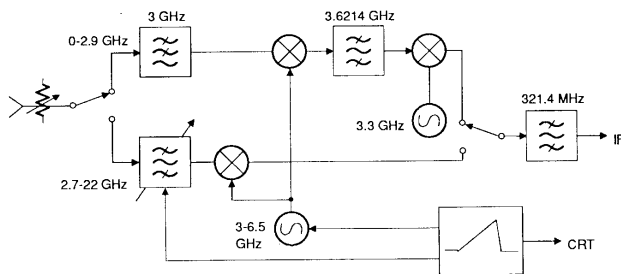 3 GHz
3.6214 GHz
0-2.9 GHz
321.4 MHz
3.3 GHz
IF
2.7-22 GHz
3-6.5
GHz
CRT